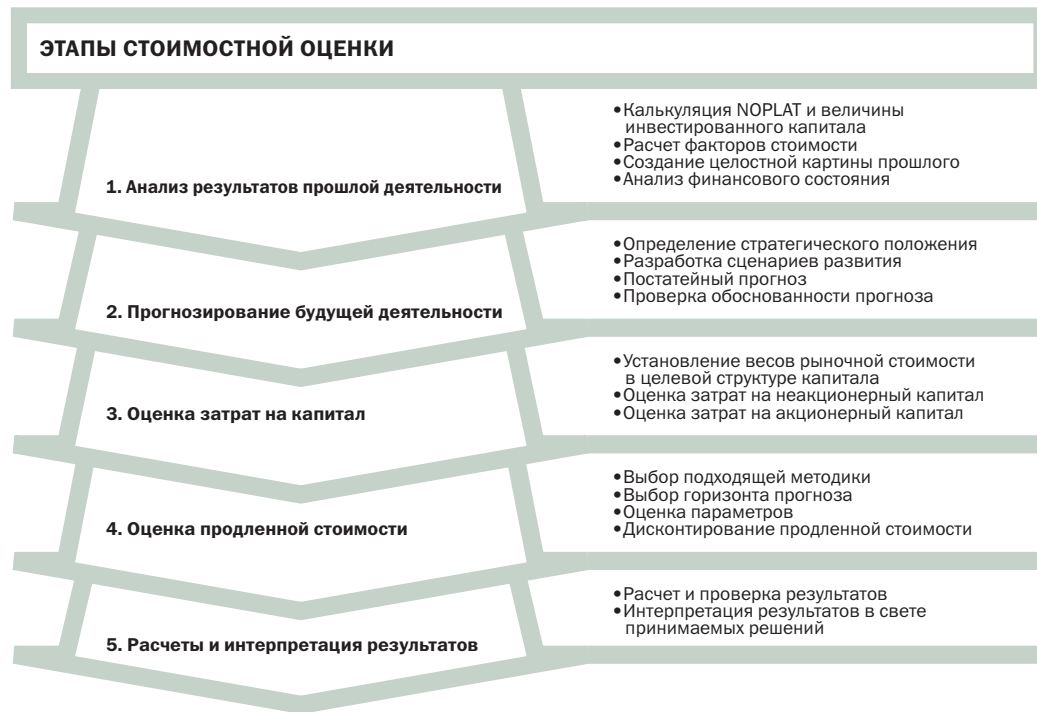 ЭТАПЫ СТОИМОСТНОЙ ОЦЕНКИ
1. Анализ результатов прошлой деятельности
•Калькуляция NOPLAT и величины
инвестированного капитала
•Расчет факторов стоимости
•Создание целостной картины прошлого
•Анализ финансового состояния
2. Прогнозирование будущей деятельности
•Определение стратегического положения
•Разработка сценариев развития
•Постатейный прогноз
•Проверка обоснованности прогноза
3. Оценка затрат на капитал
•Установление весов рыночной стоимости
в целевой структуре капитала
•Оценка затрат на неакционерный капитал
•Оценка затрат на акционерный капитал
4. Оценка продленной стоимости
•Выбор подходящей методики
•Выбор горизонта прогноза
•Оценка параметров
•Дисконтирование продленной стоимости
5. Расчеты и интерпретация результатов
•Расчет и проверка результатов
•Интерпретация результатов в свете
принимаемых решений